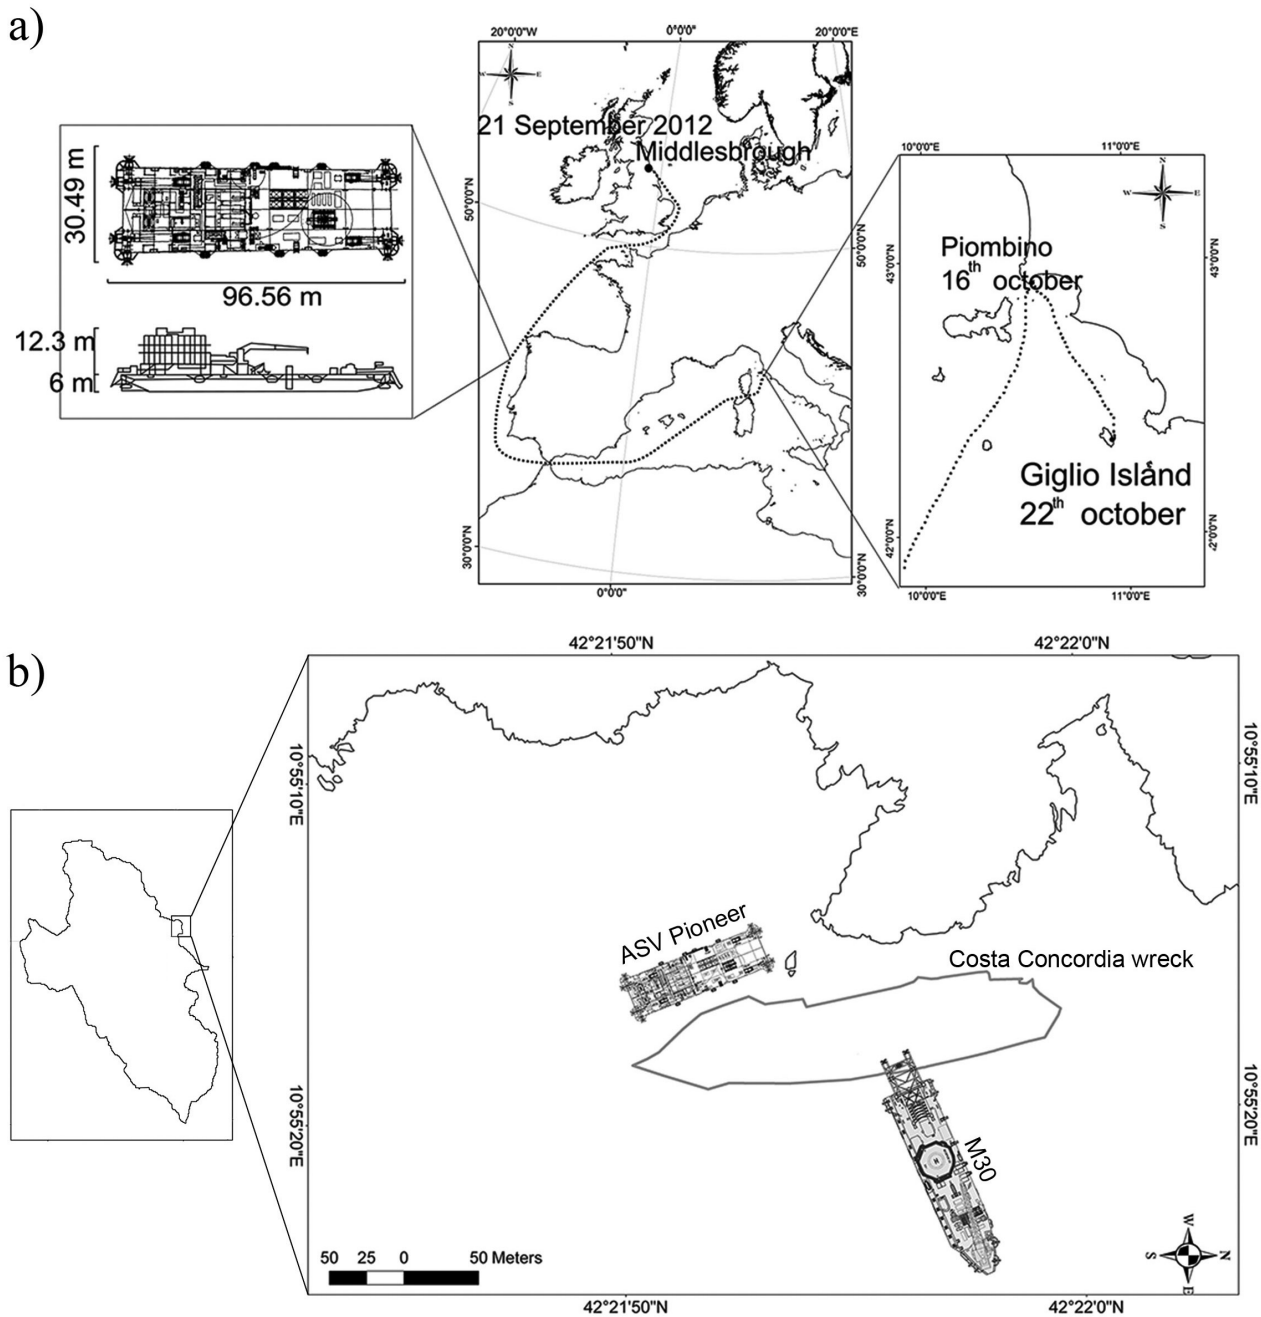 a)
20°0'0"W
0°0'0"
20°0'0"E
N
W
E
S
21 September 2012
Middlesbrough
50°0'0"N
50°0'0"N
30°0'0"N
30°0'0"N
0°0'0"
30.49 m
96.56 m
12.3 m
6 m
10°0'0"E
11°0'0"E
N
W
E
S
Piombino
16th october
43°0'0"N
43°0'0"N
Giglio Island
22th october
42°0'0"N
42°0'0"N
10°0'0"E
11°0'0"E
b)
42°21'50"N
42°22'0"N
10°55'10"E
10°55'10"E
ASV Pioneer
Costa Concordia wreck
10°55'20"E
10°55'20"E
M30
50 25 0 50 Meters
W
S
N
E
42°21'50"N
42°22'0"N